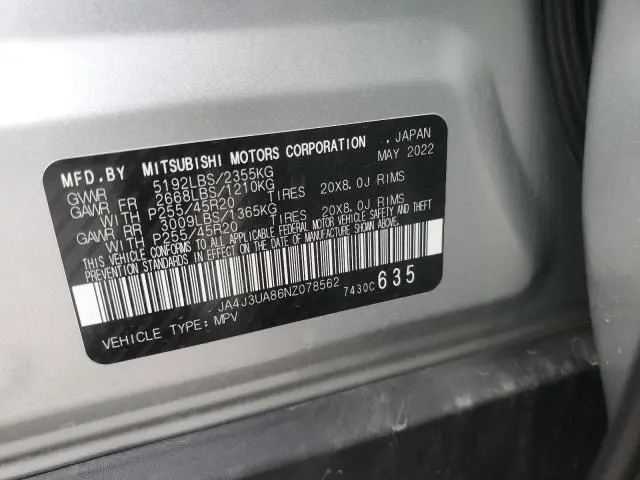 MFD.BY MITSUBISHI MOTORS CORPORATION , JAPAN
MAY 2022
GVWR 5192LBS/2355KG
GAWR FR 2668LBS/1210KG
WITH P255/45R20 TIRES 20X8.0J RIMS
GAWR RR 3009LBS/1365KG
WITH P255/45R20 TIRES 20X8.0J RIMS
THIS VEHICLE CONFORMS TO ALL APPLICABLE FEDERAL MOTOR VEHICLE SAFETY AND THEFT
PREVENTION STANDARDS IN EFFECT ON THE DATE OF MANUFACTURE SHOWN ABOVE.
JA4J3UA86NZ078562 7430C 635
VEHICLE TYPE: MPV